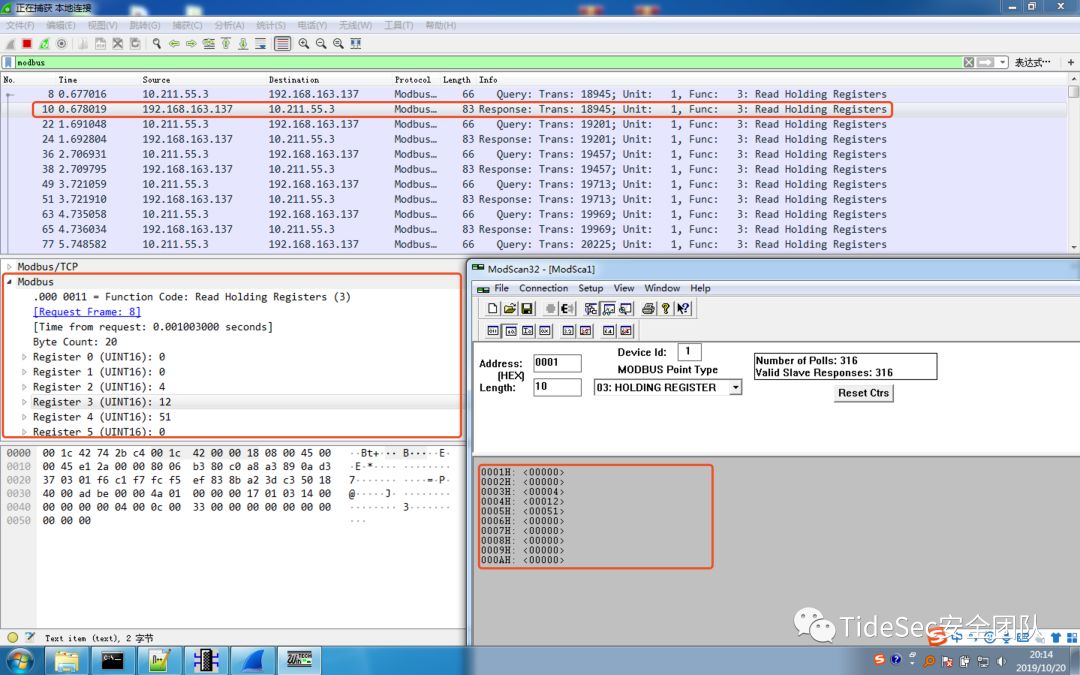 正在捕获 本地连接
文件(F) 编辑(E) 视图(V) 跳转(G) 捕获(C) 分析(A) 统计(S) 电话(Y) 无线(W) 工具(T) 帮助(H)
modbus 表达式…
No. Time Source Destination Protocol Length Info
8 0.677016 10.211.55.3 192.168.163.137 Modbus… 66 Query: Trans: 18945; Unit: 1, Func: 3: Read Holding Registers
10 0.678019 192.168.163.137 10.211.55.3 Modbus… 83 Response: Trans: 18945; Unit: 1, Func: 3: Read Holding Registers
22 1.691048 10.211.55.3 192.168.163.137 Modbus… 66 Query: Trans: 19201; Unit: 1, Func: 3: Read Holding Registers
24 1.692804 192.168.163.137 10.211.55.3 Modbus… 83 Response: Trans: 19201; Unit: 1, Func: 3: Read Holding Registers
36 2.706931 10.211.55.3 192.168.163.137 Modbus… 66 Query: Trans: 19457; Unit: 1, Func: 3: Read Holding Registers
38 2.709795 192.168.163.137 10.211.55.3 Modbus… 83 Response: Trans: 19457; Unit: 1, Func: 3: Read Holding Registers
49 3.721059 10.211.55.3 192.168.163.137 Modbus… 66 Query: Trans: 19713; Unit: 1, Func: 3: Read Holding Registers
51 3.721910 192.168.163.137 10.211.55.3 Modbus… 83 Response: Trans: 19713; Unit: 1, Func: 3: Read Holding Registers
63 4.735058 10.211.55.3 192.168.163.137 Modbus… 66 Query: Trans: 19969; Unit: 1, Func: 3: Read Holding Registers
65 4.736034 192.168.163.137 10.211.55.3 Modbus… 83 Response: Trans: 19969; Unit: 1, Func: 3: Read Holding Registers
77 5.748582 10.211.55.3 192.168.163.137 Modbus… 66 Query: Trans: 20225; Unit: 1, Func: 3: Read Holding Registers
Modbus/TCP
Modbus
.000 0011 = Function Code: Read Holding Registers (3)
[Request Frame: 8]
[Time from request: 0.001003000 seconds]
Byte Count: 20
Register 0 (UINT16): 0
Register 1 (UINT16): 0
Register 2 (UINT16): 4
Register 3 (UINT16): 12
Register 4 (UINT16): 51
Register 5 (UINT16): 0
0000 00 1c 42 74 2b c4 00 1c 42 00 00 18 08 00 45 00 ··Bt+··· B·····E·
0010 00 45 e1 2a 00 00 80 06 b3 80 c0 a8 a3 89 0a d3 ·E·*···· ········
0020 37 03 01 f6 c1 f7 fc f5 ef 83 8b a2 3d c3 50 18 7······· ····=·P·
0030 40 00 ad be 00 00 4a 01 00 00 00 17 01 03 14 00 @·····J· ········
0040 00 00 00 00 04 00 0c 00 33 00 00 00 00 00 00 00 ········ 3·······
0050 00 00 00 ···
Text item (text), 2 字节
ModScan32 - [ModSca1]
File Connection Setup View Window Help
Address: 0001
(HEX)
Length: 10
Device Id: 1
MODBUS Point Type
03: HOLDING REGISTER
Number of Polls: 316
Valid Slave Responses: 316
Reset Ctrs
0001H: <00000>
0002H: <00000>
0003H: <00004>
0004H: <00012>
0005H: <00051>
0006H: <00000>
0007H: <00000>
0008H: <00000>
0009H: <00000>
000AH: <00000>
TideSec安全团队
20:14
2019/10/20